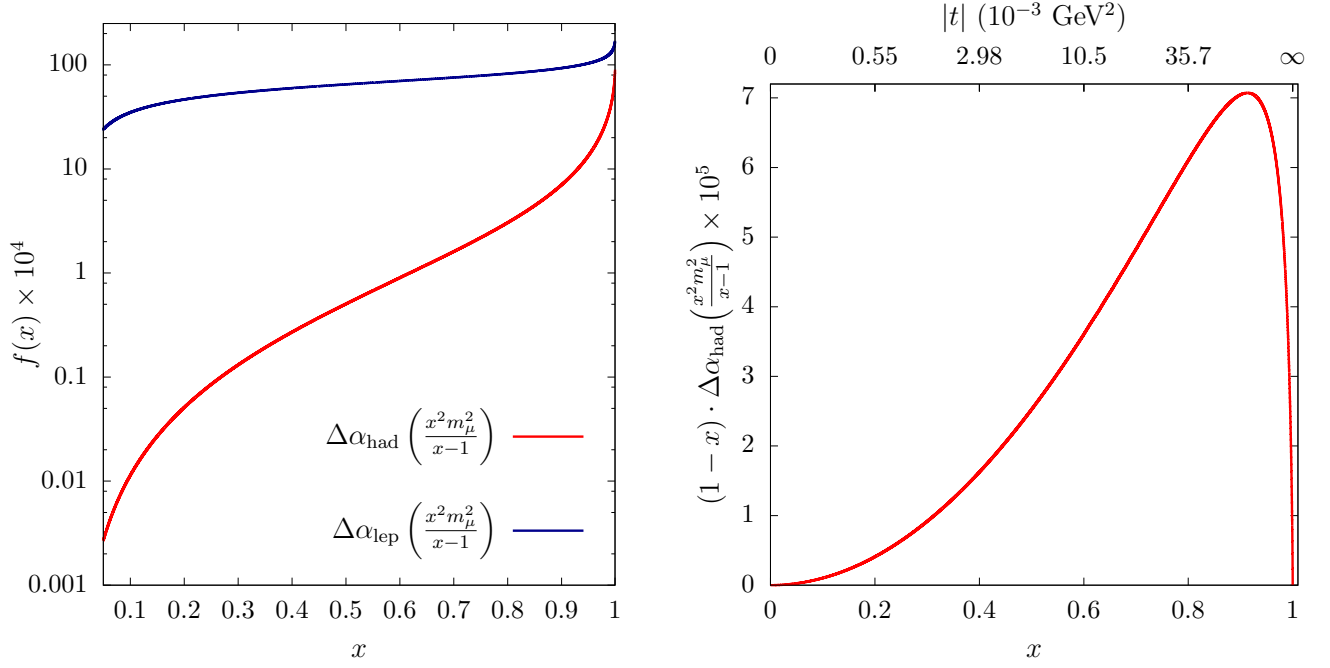 f(x) × 10^4
100
10
1
0.1
0.01
0.001
Δα_had (x^2 m_μ^2 / x−1)
Δα_lep (x^2 m_μ^2 / x−1)
0.1 0.2 0.3 0.4 0.5 0.6 0.7 0.8 0.9 1
x
|t| (10^−3 GeV^2)
0 0.55 2.98 10.5 35.7 ∞
(1 − x) · Δα_had (x^2 m_μ^2 / x−1) × 10^5
7
6
5
4
3
2
1
0
0 0.2 0.4 0.6 0.8 1
x